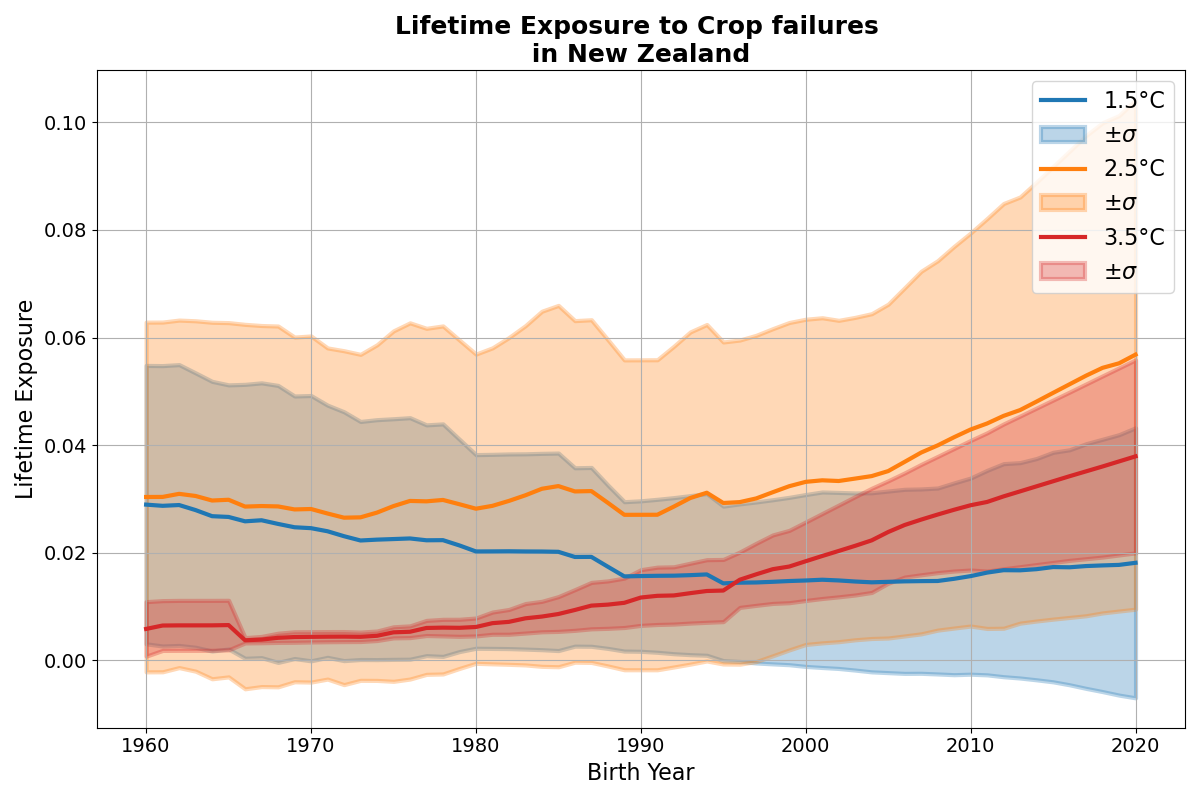 Lifetime Exposure to Crop failures
in New Zealand
Lifetime Exposure
0.10
0.08
0.06
0.04
0.02
0.00
1.5°C
±σ
2.5°C
±σ
3.5°C
±σ
1960 1970 1980 1990 2000 2010 2020
Birth Year